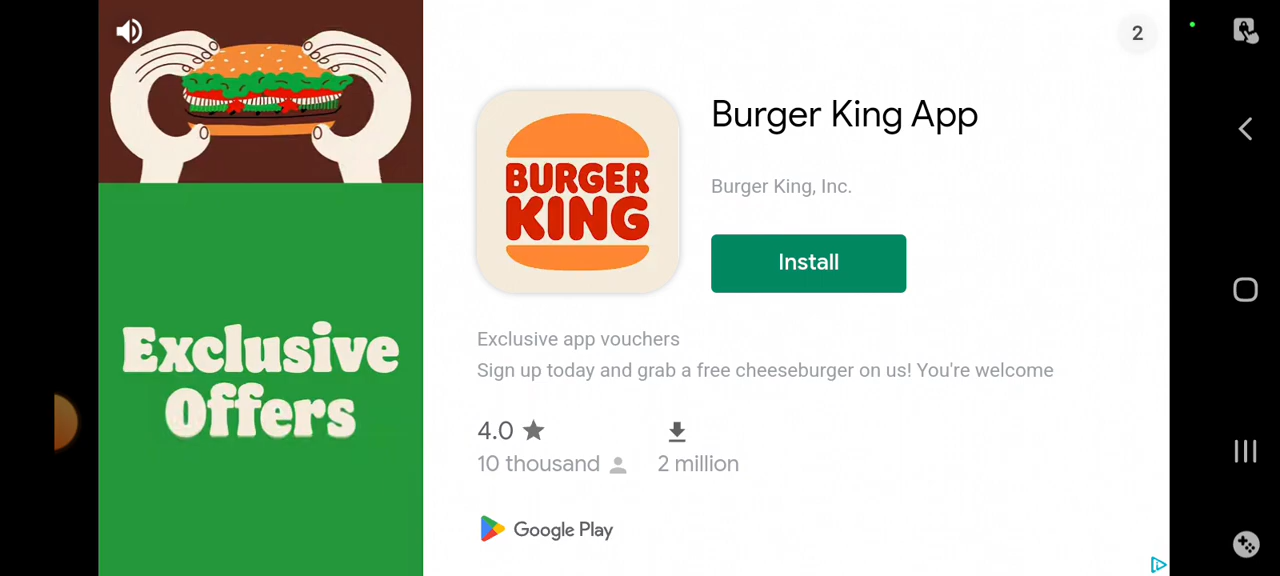 Exclusive
Offers
2
BURGER
KING
Burger King App
Burger King, Inc.
Install
Exclusive app vouchers
Sign up today and grab a free cheeseburger on us! You're welcome
4.0
10 thousand
2 million
Google Play